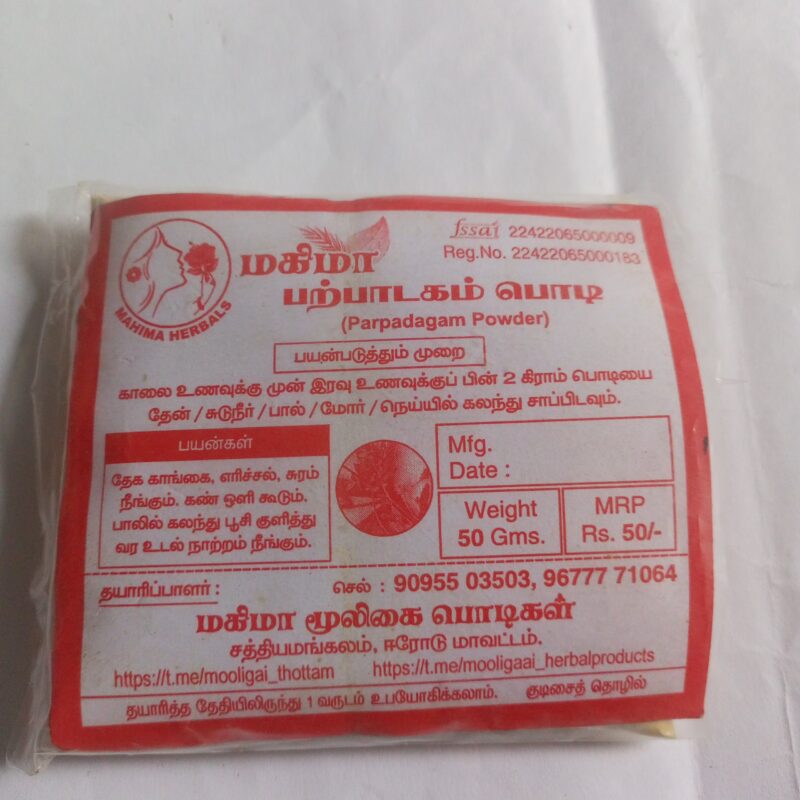 fssai 22422065000009
Reg.No. 22422065000183
MAHIMA HERBALS
மகிமா
பற்பாடகம் பொடி
(Parpadagam Powder)
பயன்படுத்தும் முறை
காலை உணவுக்கு முன் இரவு உணவுக்குப் பின் 2 கிராம் பொடியை
தேன் / சுடுநீர் / பால் / மோர் / நெய்யில் கலந்து சாப்பிடவும்.
பயன்கள்
தேக காங்கை, எரிச்சல், சுரம்
நீங்கும். கண் ஒளி கூடும்.
பாலில் கலந்து பூசி குளித்து
வர உடல் நாற்றம் நீங்கும்.
Mfg.
Date :
Weight
50 Gms.
MRP
Rs. 50/-
தயாரிப்பாளர் :
செல் : 90955 03503, 96777 71064
மகிமா மூலிகை பொடிகள்
சத்தியமங்கலம், ஈரோடு மாவட்டம்.
https://t.me/mooligai_thottam
https://t.me/mooligaai_herbalproducts
தயாரித்த தேதியிலிருந்து 1 வருடம் உபயோகிக்கலாம்.
குடிசைத் தொழில்